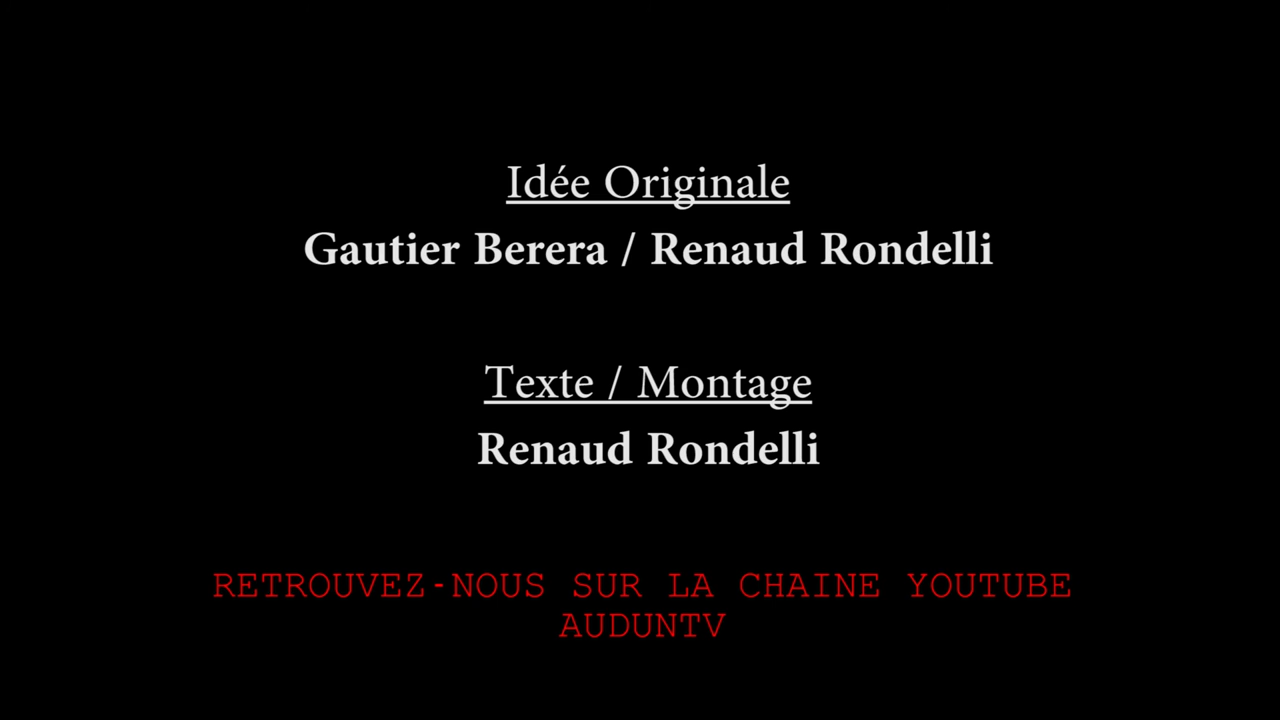 Idée Originale
Gautier Berera / Renaud Rondelli
Texte / Montage
Renaud Rondelli
RETROUVEZ-NOUS SUR LA CHAINE YOUTUBE
AUDUNTV